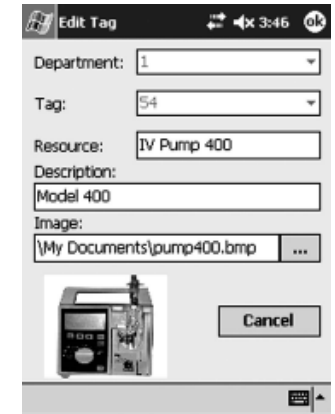 Edit Tag 3:46 ok
Department: 1
Tag: 54
Resource: IV Pump 400
Description:
Model 400
Image:
\My Documents\pump400.bmp ...
Cancel